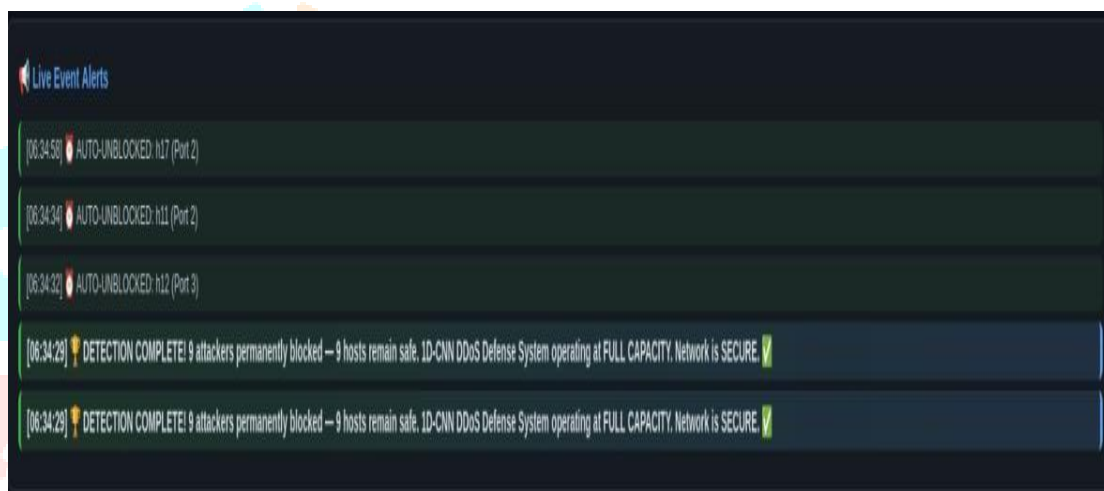 📢 Live Event Alerts
[06:34:58] ⏰ AUTO-UNBLOCKED: h17 (Port 2)
[06:34:34] ⏰ AUTO-UNBLOCKED: h11 (Port 2)
[06:34:32] ⏰ AUTO-UNBLOCKED: h12 (Port 3)
[06:34:29] 🏆 DETECTION COMPLETE! 9 attackers permanently blocked — 9 hosts remain safe. 1D-CNN DDoS Defense System operating at FULL CAPACITY. Network is SECURE. ✅
[06:34:29] 🏆 DETECTION COMPLETE! 9 attackers permanently blocked — 9 hosts remain safe. 1D-CNN DDoS Defense System operating at FULL CAPACITY. Network is SECURE. ✅